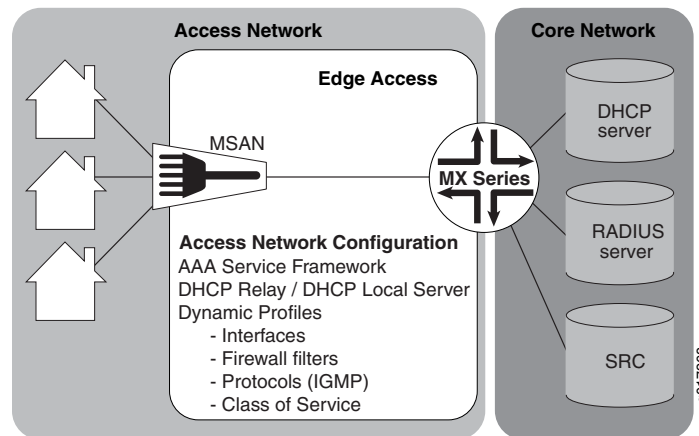 Access Network
Core Network
Edge Access
MSAN
DHCP
server
MX Series
RADIUS
server
Access Network Configuration
AAA Service Framework
DHCP Relay / DHCP Local Server
Dynamic Profiles
- Interfaces
- Firewall filters
- Protocols (IGMP)
- Class of Service
SRC